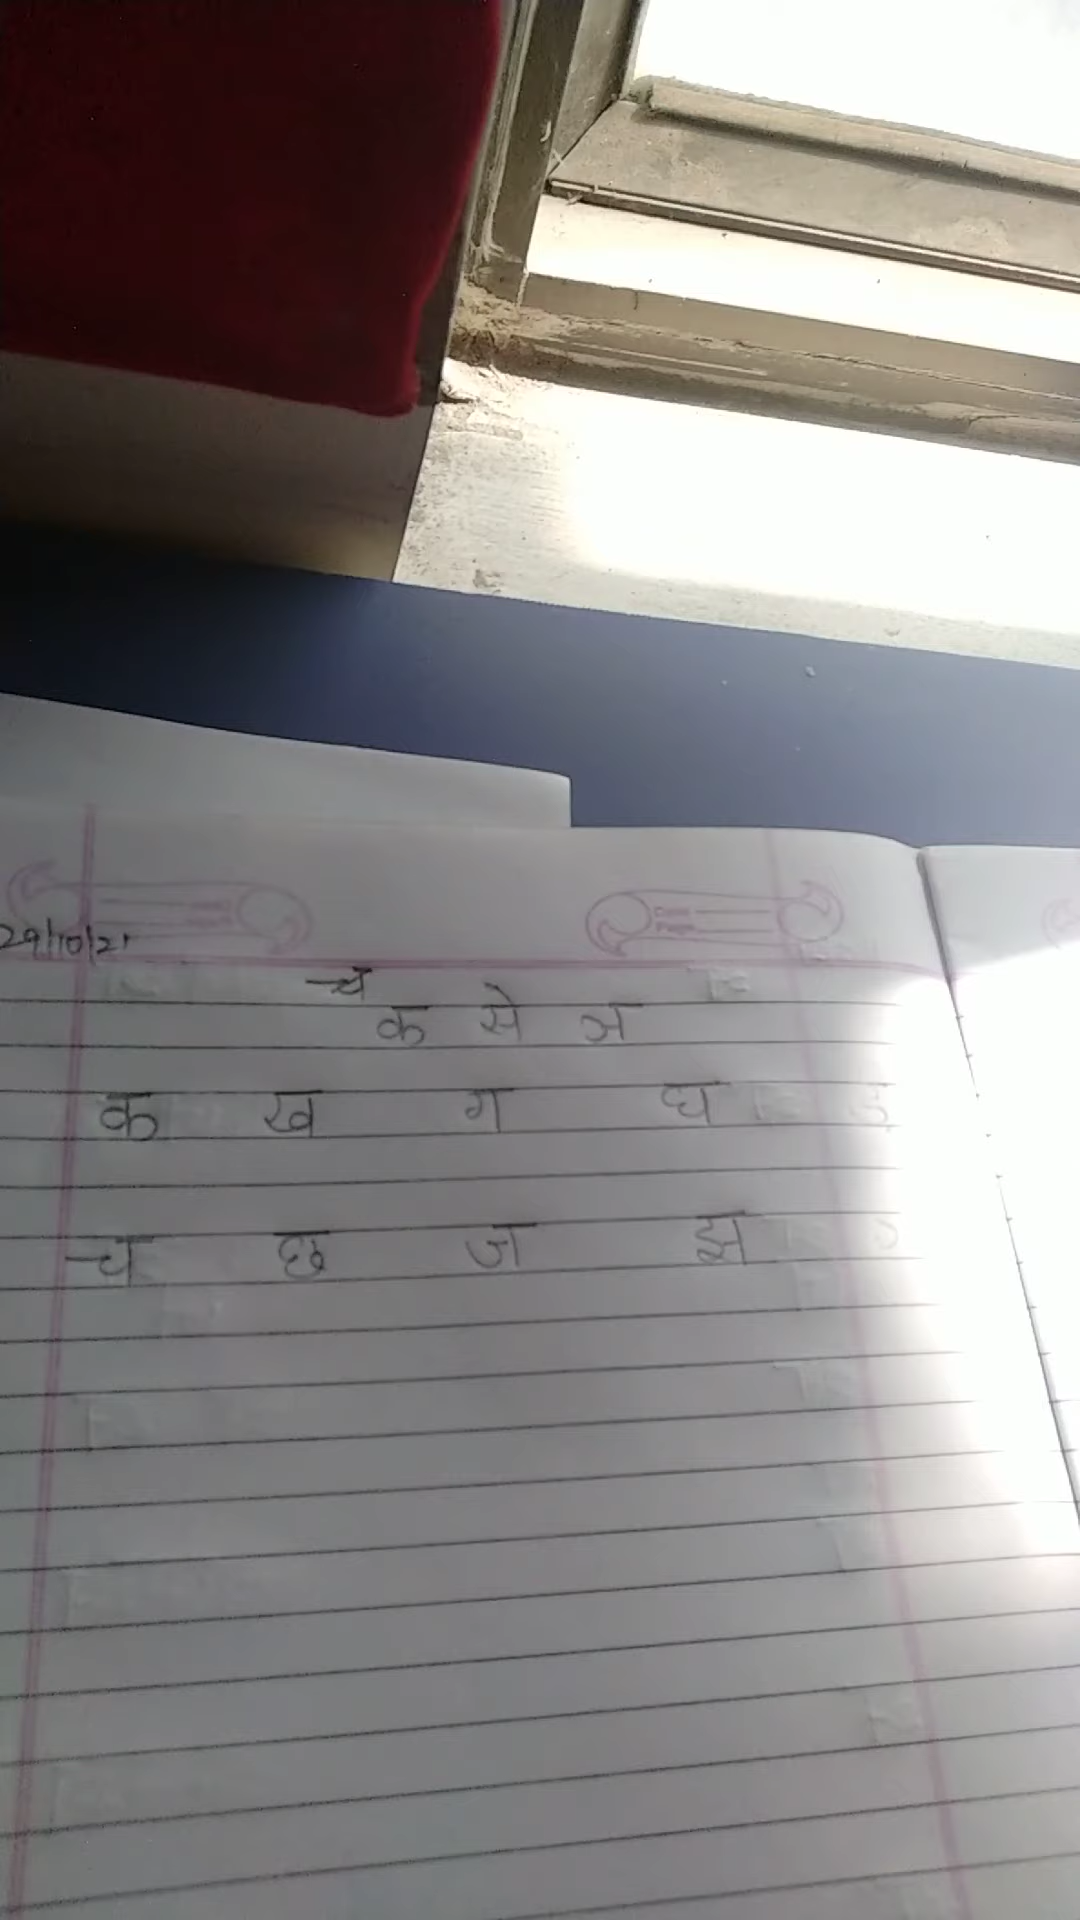 29/10/21
च
क से ञ
क ख ग घ ङ
च छ ज झ